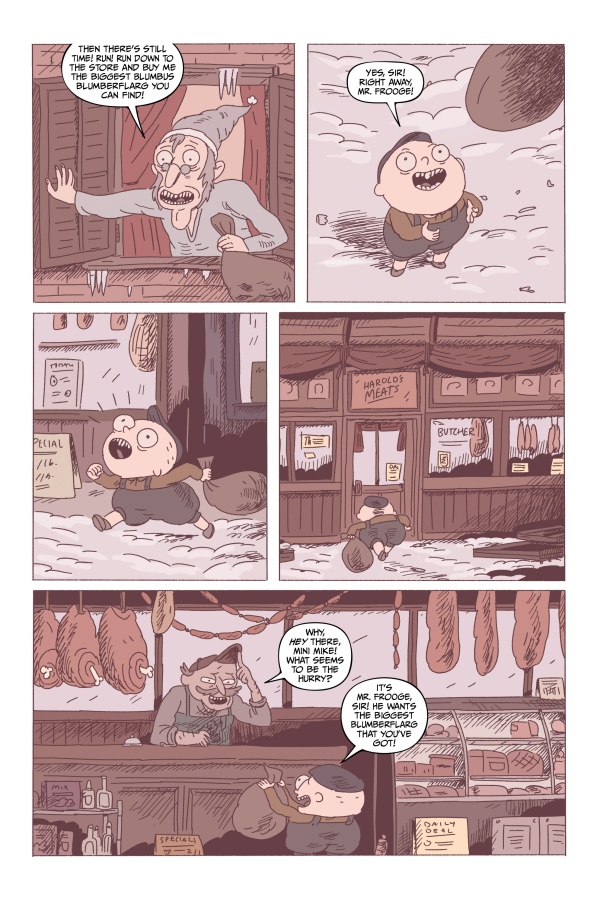 THEN THERE'S STILL
TIME! RUN! RUN DOWN TO
THE STORE AND BUY ME
THE BIGGEST BLUMBUS
BLUMBERFLARG YOU
CAN FIND!
YES, SIR!
RIGHT AWAY,
MR. FROOGE!
PECIAL
HAROLD'S
MEATS
BUTCHER
WHY,
HEY THERE,
MINI MIKE!
WHAT SEEMS
TO BE THE
HURRY?
IT'S
MR. FROOGE,
SIR! HE WANTS
THE BIGGEST
BLUMBERFLARG
THAT YOU'VE
GOT!
SPECIALS
DAILY
DEAL